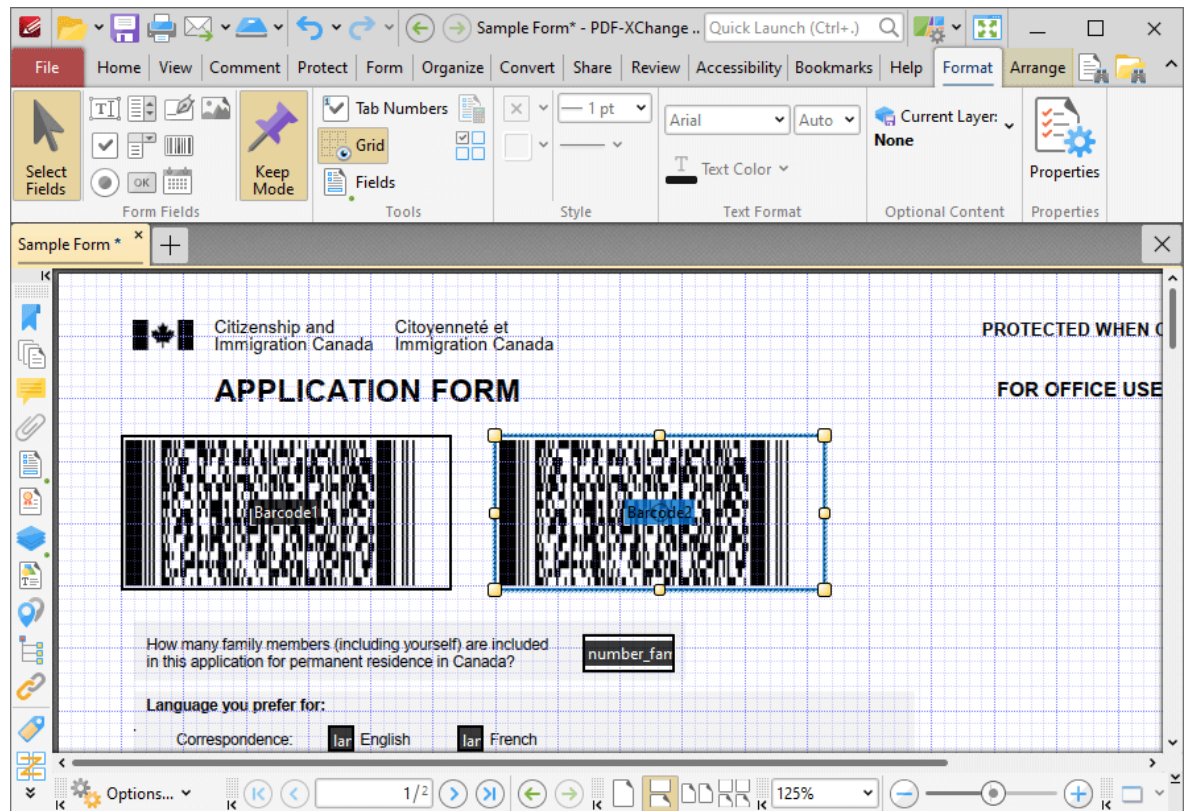 Sample Form* - PDF-XChange ..
Quick Launch (Ctrl+.)
File Home View Comment Protect Form Organize Convert Share Review Accessibility Bookmarks Help Format Arrange
Select Fields
OK
Keep Mode
Tab Numbers
Grid
Fields
1 pt
Arial
Auto
Text Color
Current Layer:
None
Properties
Form Fields Tools Style Text Format Optional Content Properties
Sample Form *
Citizenship and
Immigration Canada
Citoyenneté et
Immigration Canada
PROTECTED WHEN
APPLICATION FORM
FOR OFFICE USE
Barcode1
Barcode2
How many family members (including yourself) are included
in this application for permanent residence in Canada?
number_fam
Language you prefer for:
Correspondence: lar English lar French
Options...
1/2
125%